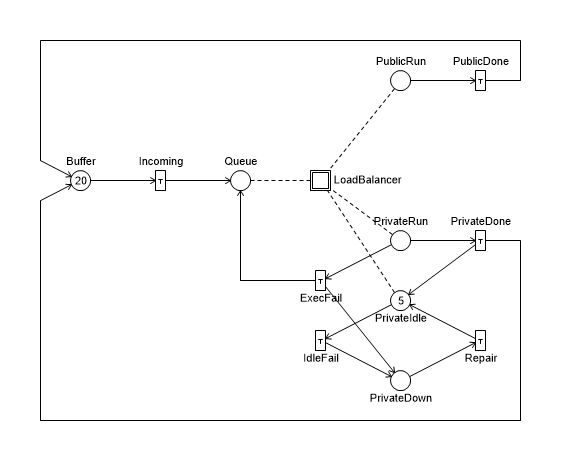 PublicRun
PublicDone
T
Buffer
Incoming
Queue
20
T
LoadBalancer
PrivateRun
PrivateDone
T
T
ExecFail
5
PrivateIdle
T
T
IdleFail
Repair
PrivateDown